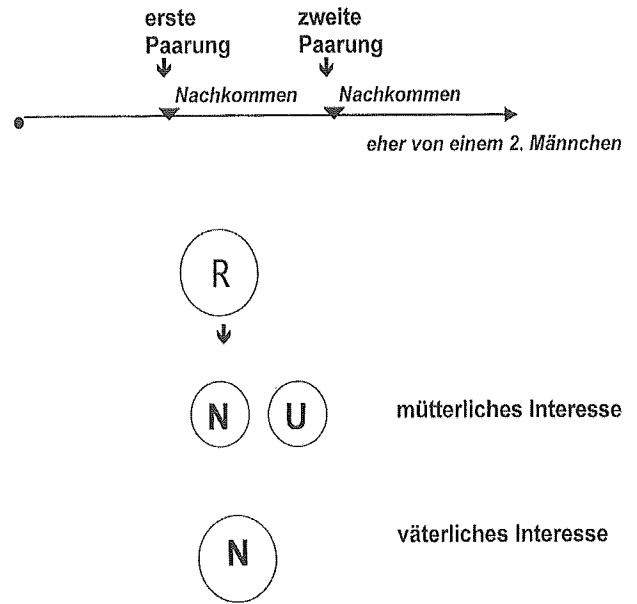 erste zweite
Paarung Paarung
Nachkommen Nachkommen
eher von einem 2. Männchen
R
N U mütterliches Interesse
N väterliches Interesse